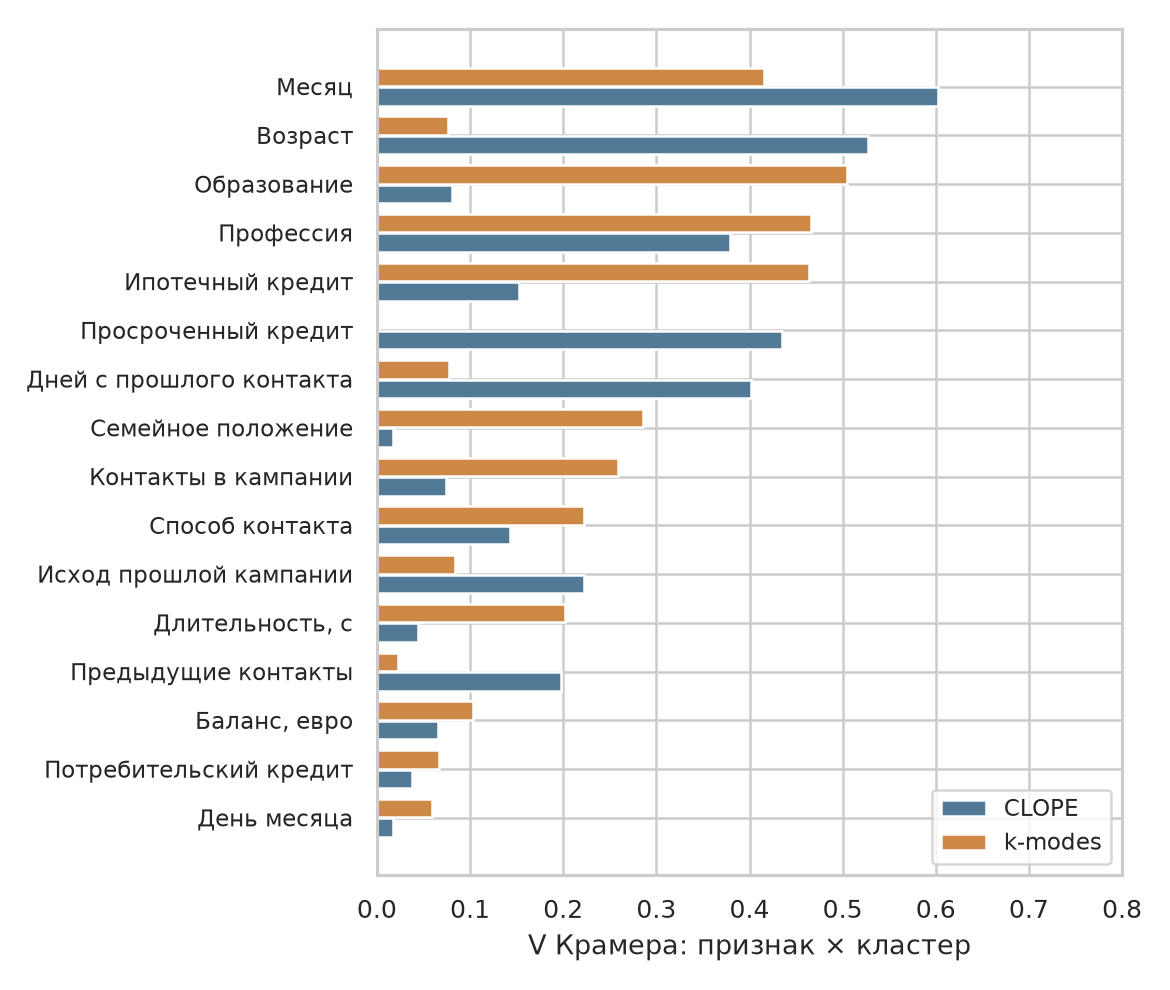 Месяц
Возраст
Образование
Профессия
Ипотечный кредит
Просроченный кредит
Дней с прошлого контакта
Семейное положение
Контакты в кампании
Способ контакта
Исход прошлой кампании
Длительность, с
Предыдущие контакты
Баланс, евро
Потребительский кредит
День месяца
CLOPE
k-modes
0.0 0.1 0.2 0.3 0.4 0.5 0.6 0.7 0.8
V Крамера: признак × кластер